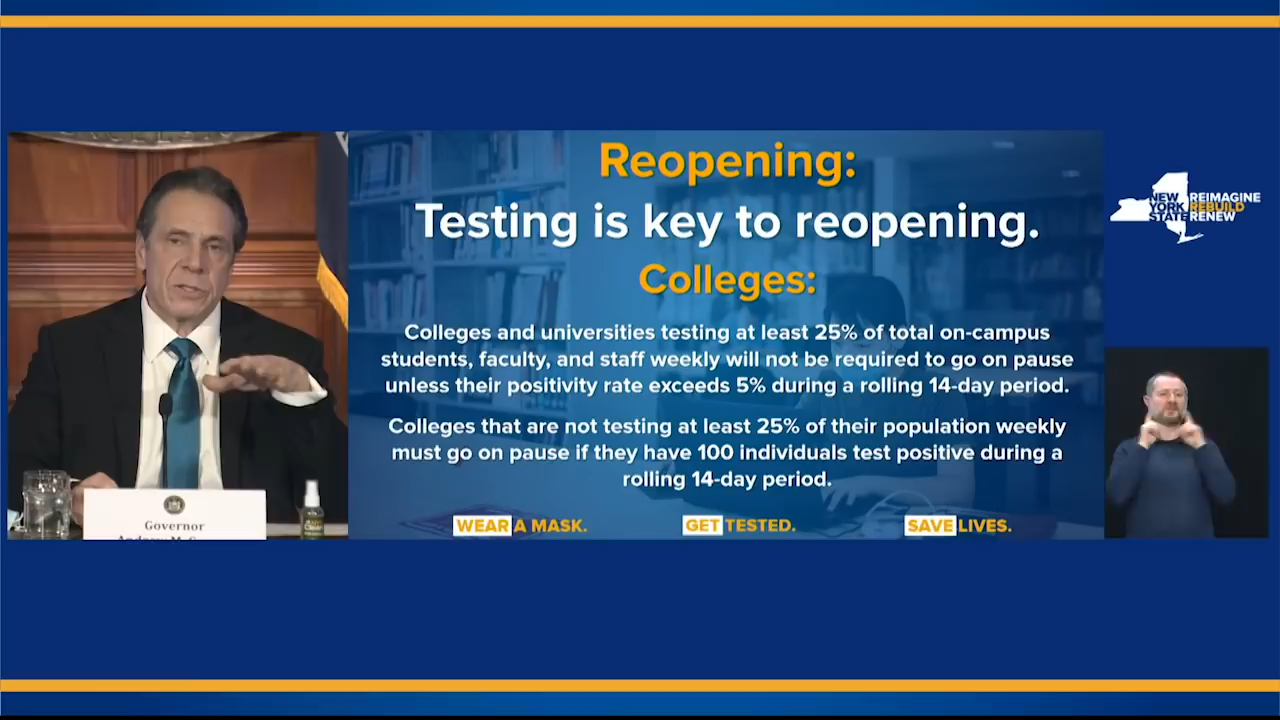 Reopening:
Testing is key to reopening.
Colleges:
Colleges and universities testing at least 25% of total on-campus
students, faculty, and staff weekly will not be required to go on pause
unless their positivity rate exceeds 5% during a rolling 14-day period.
Colleges that are not testing at least 25% of their population weekly
must go on pause if they have 100 individuals test positive during a
rolling 14-day period.
WEAR A MASK.
GET TESTED.
SAVE LIVES.
Governor
NEW
YORK
STATE
REIMAGINE
REBUILD
RENEW